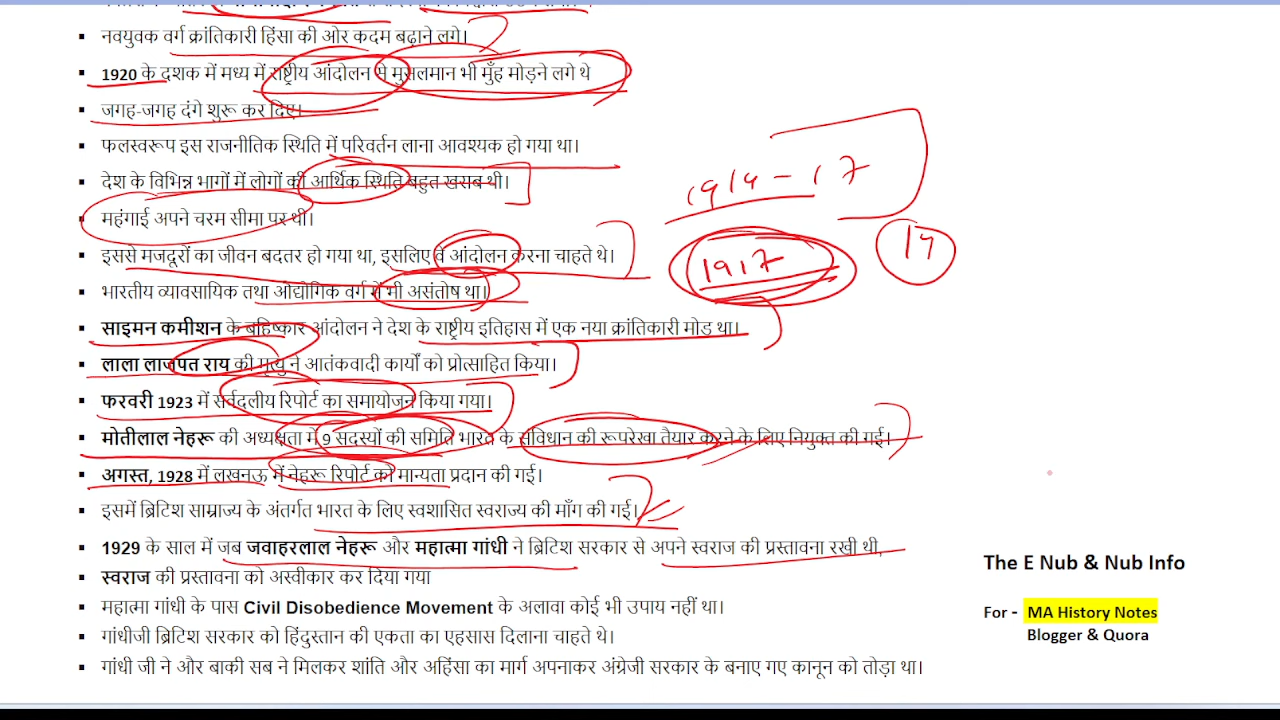 नवयुवक वर्ग क्रांतिकारी हिंसा की ओर कदम बढ़ाने लगे।
1920 के दशक में मध्य में राष्ट्रीय आंदोलन से मुसलमान भी मुँह मोड़ने लगे थे
जगह-जगह दंगे शुरू कर दिए।
फलस्वरूप इस राजनीतिक स्थिति में परिवर्तन लाना आवश्यक हो गया था।
देश के विभिन्न भागों में लोगों की आर्थिक स्थिति बहुत खसब थी।
महंगाई अपने चरम सीमा पर थी।
इससे मजदूरों का जीवन बदतर हो गया था, इसलिए वे आंदोलन करना चाहते थे।
भारतीय व्यावसायिक तथा ओद्योगिक वर्ग में भी असंतोष था।
साइमन कमीशन के बहिष्कार आंदोलन ने देश के राष्ट्रीय इतिहास में एक नया क्रांतिकारी मोड था।
लाला लाजपत राय की मृत्यु ने आतंकवादी कार्यों को प्रोत्साहित किया।
फरवरी 1923 में सर्वदलीय रिपोर्ट का समायोजन किया गया।
मोतीलाल नेहरू की अध्यक्षता में 9 सदस्यों की समिति भारत के संविधान की रूपरेखा तैयार करने के लिए नियुक्त की गई।
अगस्त, 1928 में लखनऊ में नेहरू रिपोर्ट को मान्यता प्रदान की गई।
इसमें ब्रिटिश साम्राज्य के अंतर्गत भारत के लिए स्वशासित स्वराज्य की माँग की गई।
1929 के साल में जब जवाहरलाल नेहरू और महात्मा गांधी ने ब्रिटिश सरकार से अपने स्वराज की प्रस्तावना रखी थी,
स्वराज की प्रस्तावना को अस्वीकार कर दिया गया
महात्मा गांधी के पास Civil Disobedience Movement के अलावा कोई भी उपाय नहीं था।
गांधीजी ब्रिटिश सरकार को हिंदुस्तान की एकता का एहसास दिलाना चाहते थे।
गांधी जी ने और बाकी सब ने मिलकर शांति और अहिंसा का मार्ग अपनाकर अंग्रेजी सरकार के बनाए गए कानून को तोड़ा था।
1914 - 17
1917
The E Nub & Nub Info
For - MA History Notes
Blogger & Quora